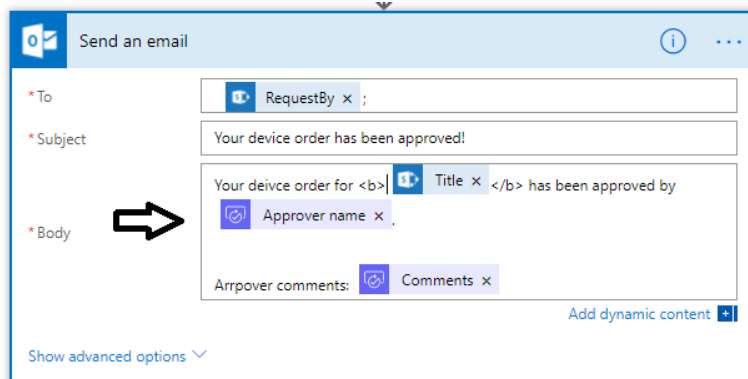 Send an email
* To RequestBy × ;
* Subject Your device order has been approved!
Your deivce order for <b> Title × </b> has been approved by
Approver name × .
* Body
Arrpover comments: Comments ×
Add dynamic content
Show advanced options